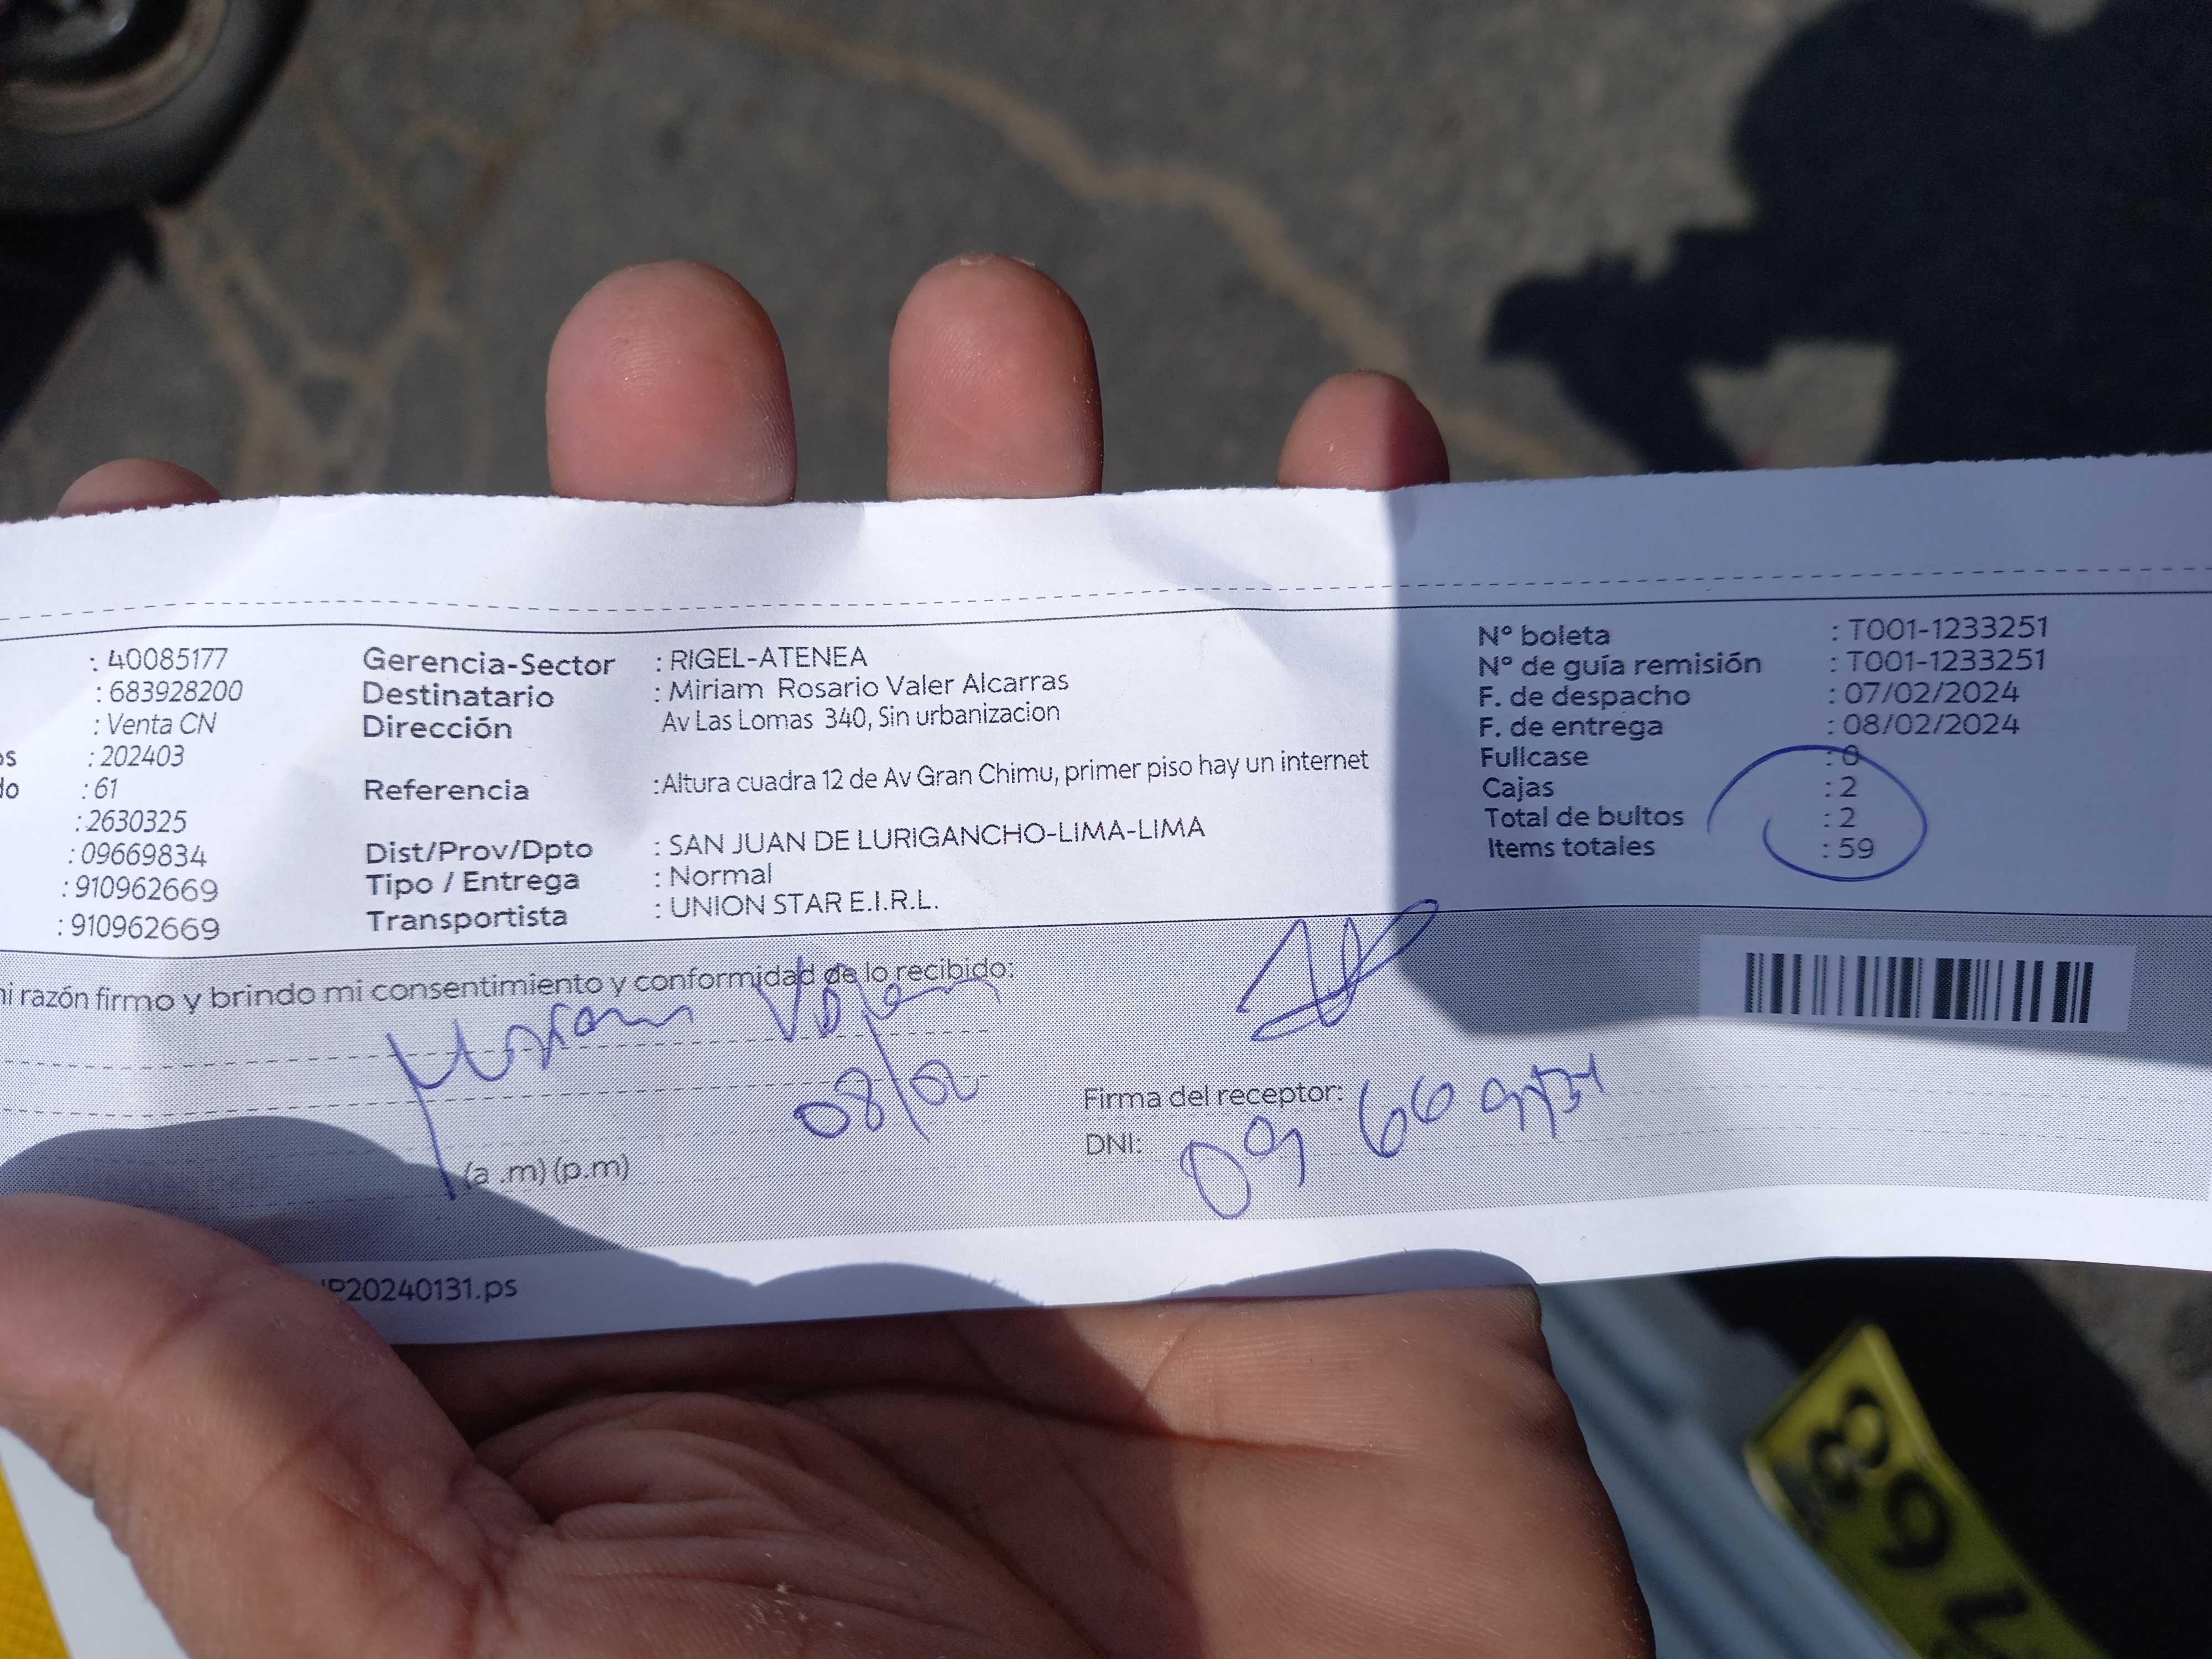 : 40085177
: 683928200
: Venta CN
os : 202403
do : 61
: 2630325
: 09669834
: 910962669
: 910962669
Gerencia-Sector : RIGEL-ATENEA
Destinatario : Miriam Rosario Valer Alcarras
Dirección Av Las Lomas 340, Sin urbanizacion
Referencia :Altura cuadra 12 de Av Gran Chimu, primer piso hay un internet
Dist/Prov/Dpto : SAN JUAN DE LURIGANCHO-LIMA-LIMA
Tipo / Entrega : Normal
Transportista : UNION STAR E.I.R.L.
N° boleta : T001-1233251
N° de guía remisión : T001-1233251
F. de despacho : 07/02/2024
F. de entrega : 08/02/2024
Fullcase : 0
Cajas : 2
Total de bultos : 2
Items totales : 59
mi razón firmo y brindo mi consentimiento y conformidad de lo recibido:
Miriam Valer
08/02
Firma del receptor:
DNI:
(a .m) (p.m)
P20240131.ps